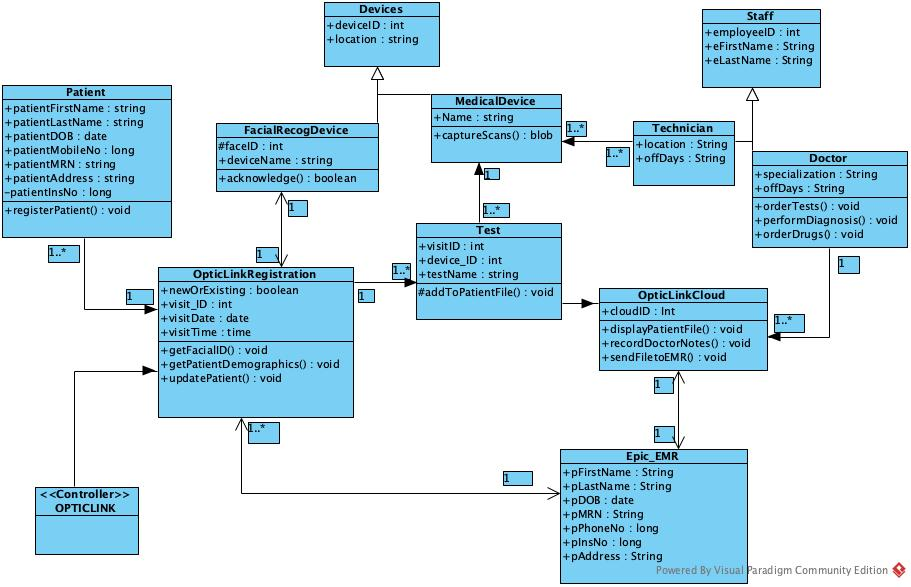 Devices
+deviceID : int
+location : string
Staff
+employeeID : int
+eFirstName : String
+eLastName : String
Patient
+patientFirstName : string
+patientLastName : string
+patientDOB : date
+patientMobileNo : long
+patientMRN : string
+patientAddress : string
-patientInsNo : long
+registerPatient() : void
FacialRecogDevice
#faceID : int
+deviceName : string
+acknowledge() : boolean
MedicalDevice
+Name : string
+captureScans() : blob
1..*
1..*
Technician
+location : String
+offDays : String
Doctor
+specialization : String
+offDays : String
+orderTests() : void
+performDiagnosis() : void
+orderDrugs() : void
1
1..*
1
1
1..*
1
Test
+visitID : int
+device_ID : int
+testName : string
#addToPatientFile() : void
1
1..*
1
OpticLinkRegistration
+newOrExisting : boolean
+visit_ID : int
+visitDate : date
+visitTime : time
+getFacialID() : void
+getPatientDemographics() : void
+updatePatient() : void
OpticLinkCloud
+cloudID : Int
+displayPatientFile() : void
+recordDoctorNotes() : void
+sendFiletoEMR() : void
1
1..*
1
1
1..*
1
Epic_EMR
+pFirstName : String
+pLastName : String
+pDOB : date
+pMRN : String
+pPhoneNo : long
+pInsNo : long
+pAddress : String
<<Controller>>
OPTICLINK
Powered By Visual Paradigm Community Edition